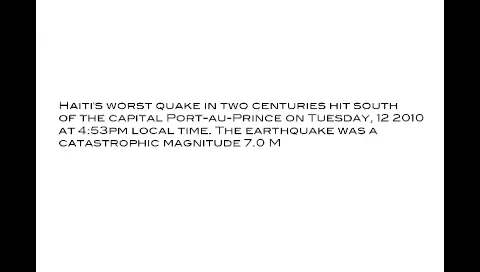 Haiti's worst quake in two centuries hit south
of the capital Port-au-Prince on Tuesday, 12 2010
at 4:53pm local time. The earthquake was a
catastrophic magnitude 7.0 M